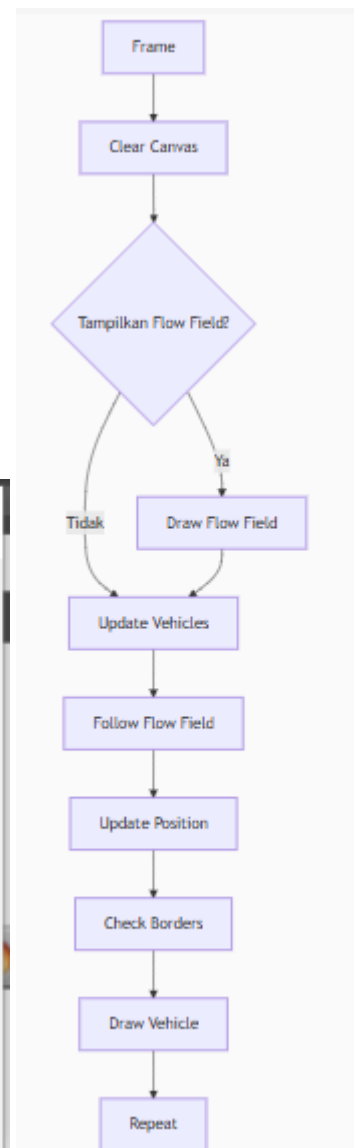 Frame
Clear Canvas
Tampilkan Flow Field?
Ya
Tidak
Draw Flow Field
Update Vehicles
Follow Flow Field
Update Position
Check Borders
Draw Vehicle
Repeat